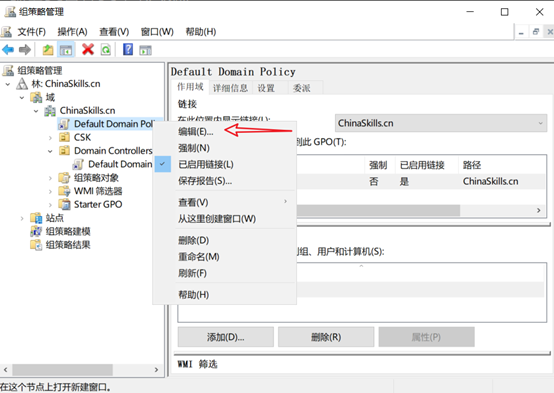 组策略管理
文件(F) 操作(A) 查看(V) 窗口(W) 帮助(H)
组策略管理
林: ChinaSkills.cn
域
ChinaSkills.cn
Default Domain Poli
CSK
Domain Controllers
Default Domain
组策略对象
WMI 筛选器
Starter GPO
站点
组策略建模
组策略结果
编辑(E)...
强制(N)
已启用链接(L)
保存报告(S)...
查看(V)
从这里创建窗口(W)
删除(D)
重命名(M)
刷新(F)
帮助(H)
Default Domain Policy
作用域 详细信息 设置 委派
链接
在此位置内显示链接(L): ChinaSkills.cn
到此 GPO(T):
强制 已启用链接 路径
否 是 ChinaSkills.cn
组、用户和计算机(S):
添加(D)... 删除(R) 属性(P)
WMI 筛选
在这个节点上打开新建窗口。